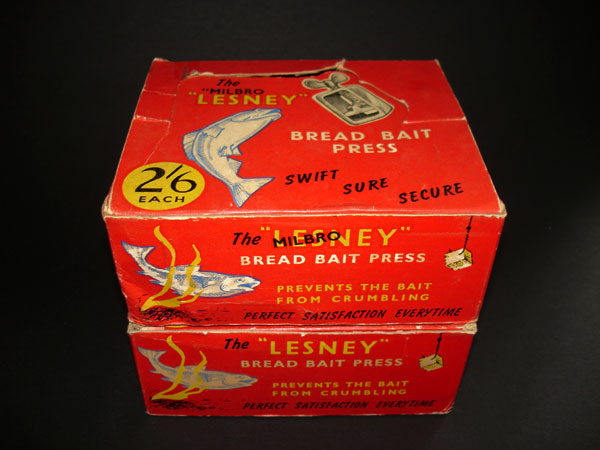 The
"MILBRO
"LESNEY"
BREAD BAIT
PRESS
SWIFT SURE SECURE
2'/6
EACH
The "LESNEY"
MILBRO
BREAD BAIT PRESS
PREVENTS THE BAIT
FROM CRUMBLING
PERFECT SATISFACTION EVERYTIME
The "LESNEY"
BREAD BAIT PRESS
PREVENTS THE BAIT
FROM CRUMBLING
PERFECT SATISFACTION EVERYTIME